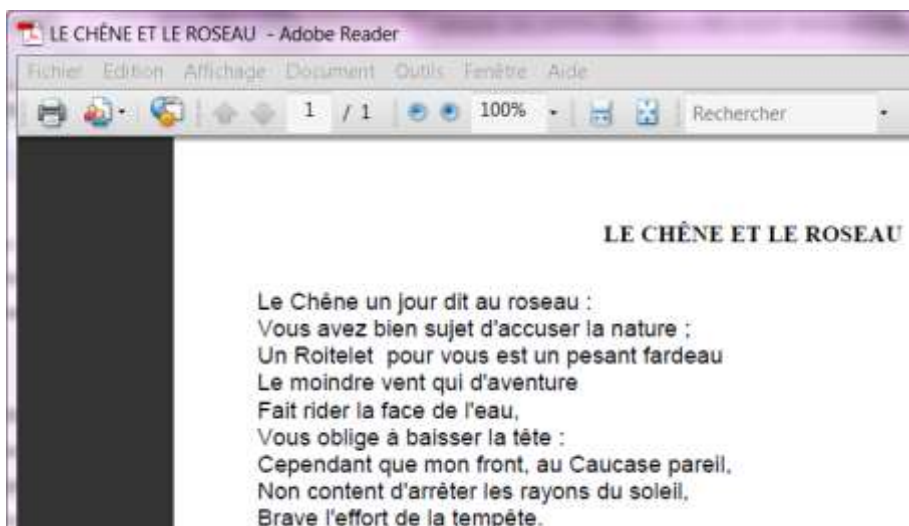 LE CHÊNE ET LE ROSEAU - Adobe Reader
Fichier Edition Affichage Document Outils Fenêtre Aide
1 / 1 100% Rechercher
LE CHÊNE ET LE ROSEAU
Le Chêne un jour dit au roseau :
Vous avez bien sujet d'accuser la nature ;
Un Roitelet pour vous est un pesant fardeau
Le moindre vent qui d'aventure
Fait rider la face de l'eau,
Vous oblige à baisser la tête :
Cependant que mon front, au Caucase pareil,
Non content d'arrêter les rayons du soleil,
Brave l'effort de la tempête.